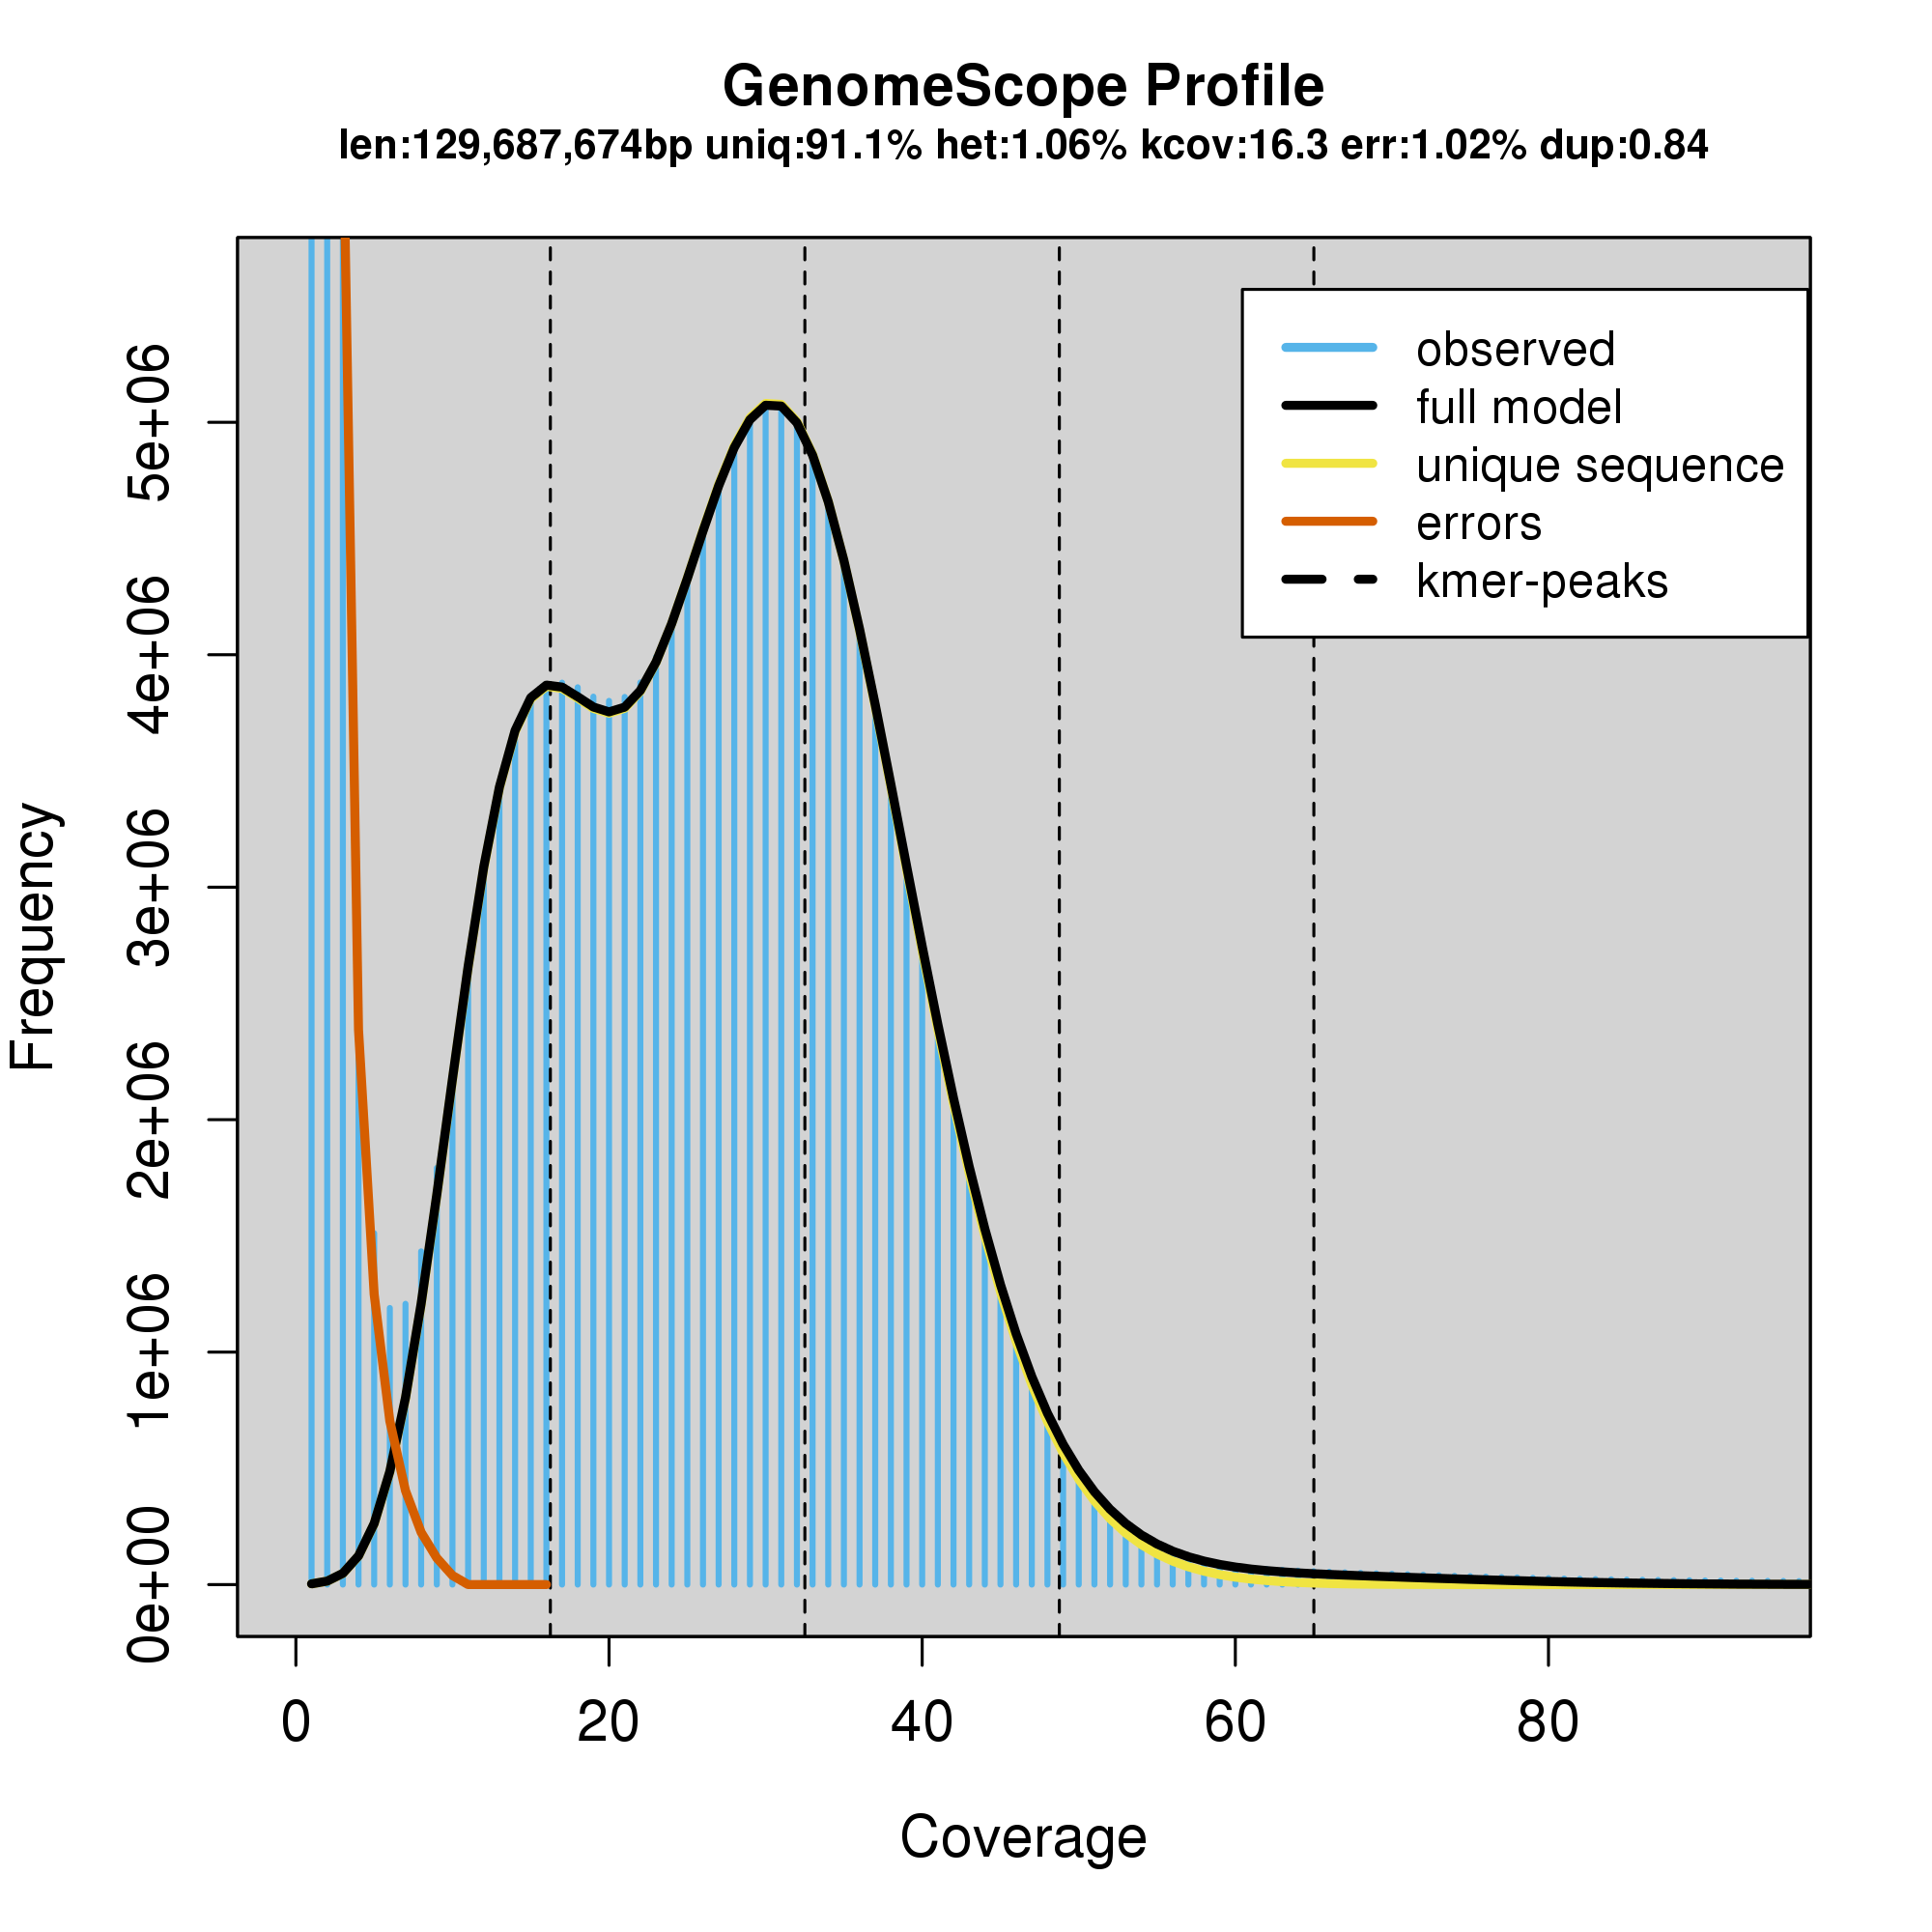 GenomeScope Profile
len:129,687,674bp uniq:91.1% het:1.06% kcov:16.3 err:1.02% dup:0.84
observed
full model
unique sequence
errors
kmer-peaks
Frequency
5e+06
4e+06
3e+06
2e+06
1e+06
0e+00
0 20 40 60 80
Coverage